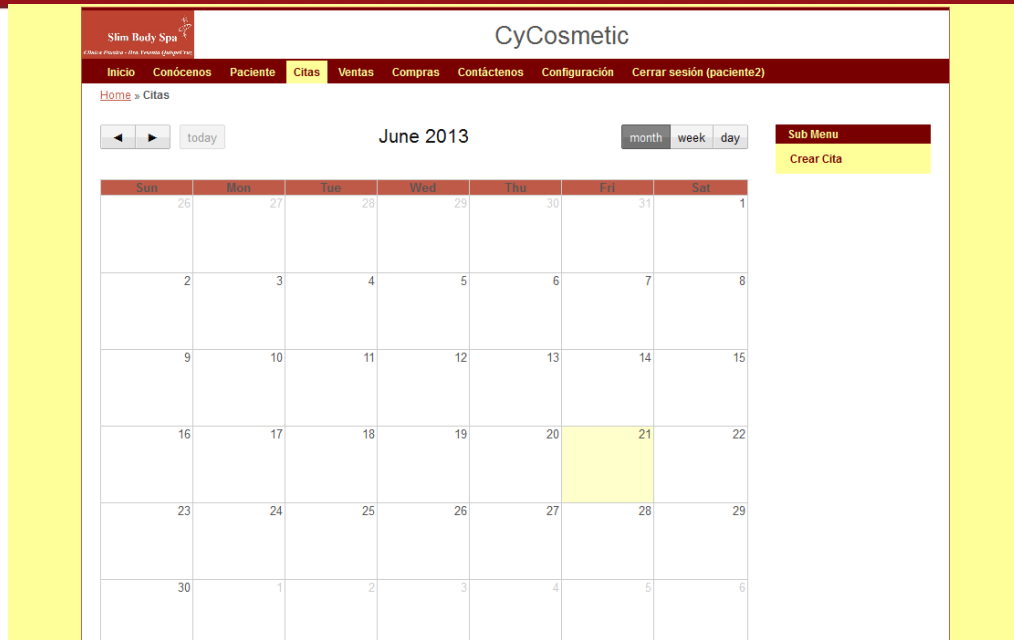 Slim Body Spa
CyCosmetic
Inicio Conócenos Paciente Citas Ventas Compras Contáctenos Configuración Cerrar sesión (paciente2)
Home » Citas
◄ ► today June 2013 month week day
Sub Menu
Crear Cita
Sun Mon Tue Wed Thu Fri Sat
26 27 28 29 30 31 1
2 3 4 5 6 7 8
9 10 11 12 13 14 15
16 17 18 19 20 21 22
23 24 25 26 27 28 29
30 1 2 3 4 5 6